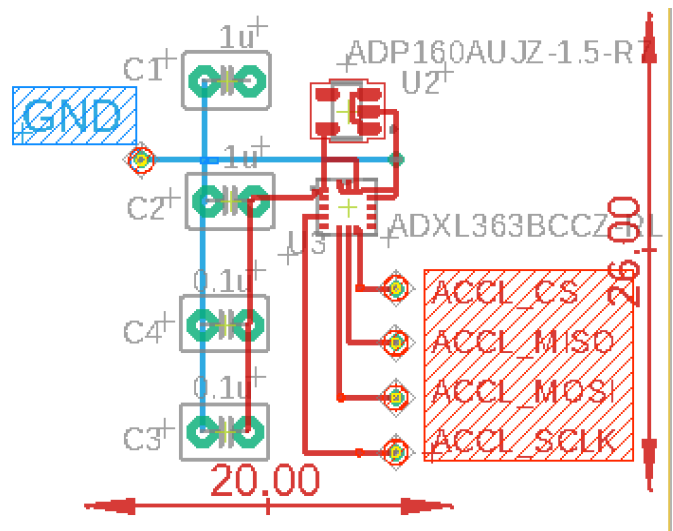 1u
ADP160AUJZ-1.5-R7
C1
U2
GND
1u
C2
ADXL363BCCZ-RL
U3
26.00
0.1u
ACCL_CS
C4
ACCL_MISO
0.1u
ACCL_MOSI
C3
ACCL_SCLK
20.00